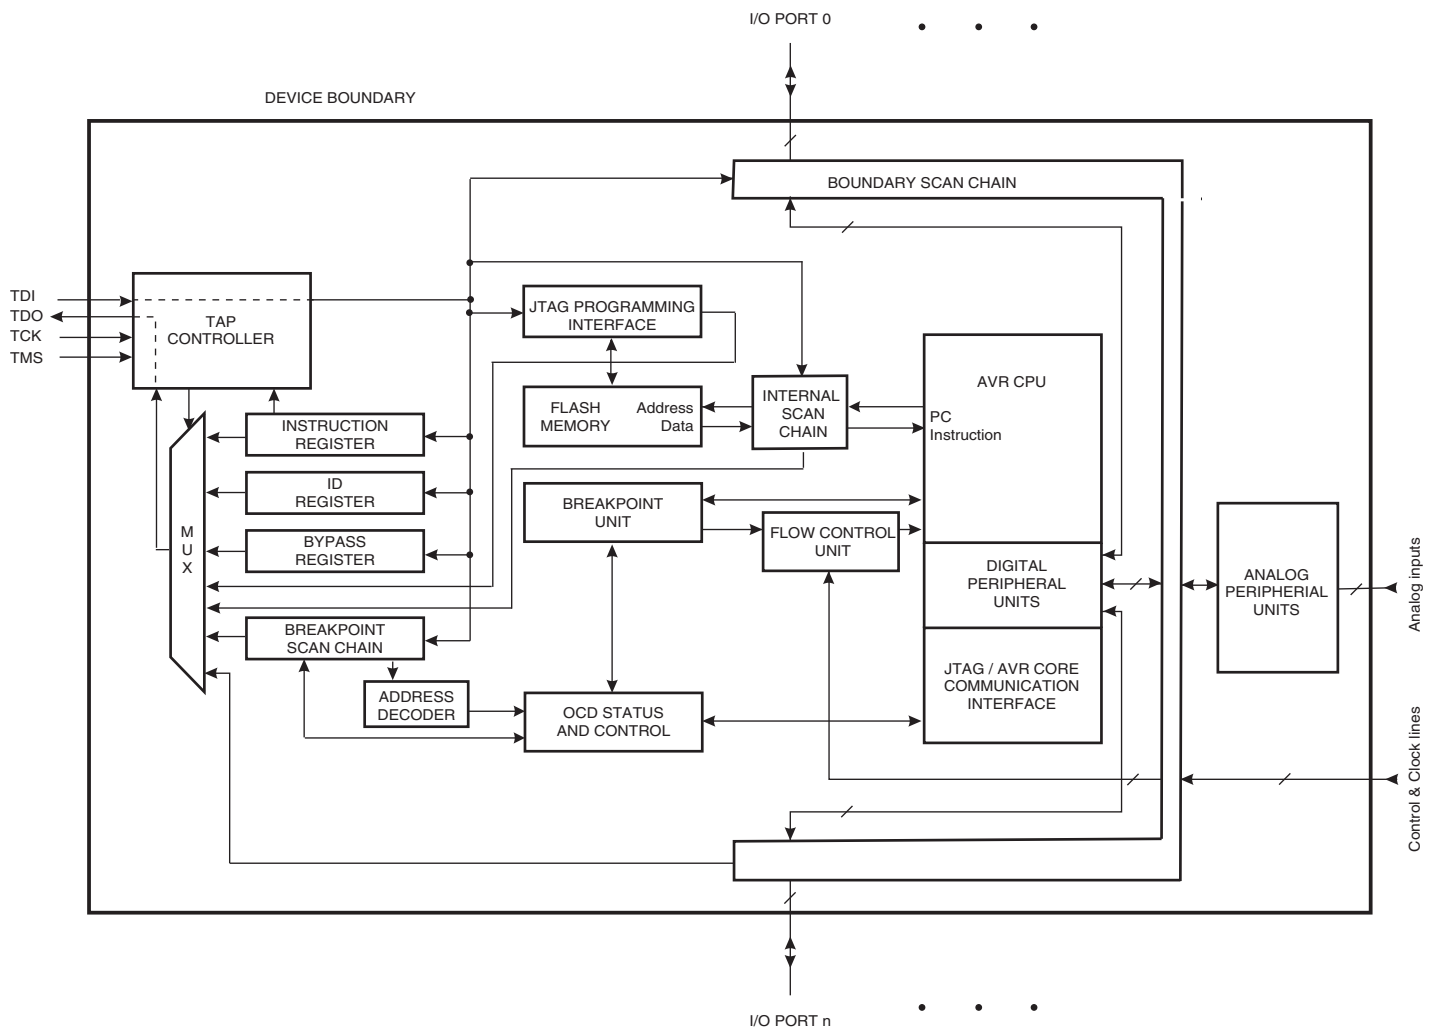 I/O PORT 0
DEVICE BOUNDARY
BOUNDARY SCAN CHAIN
TDI
TDO
TCK
TMS
TAP
CONTROLLER
JTAG PROGRAMMING
INTERFACE
AVR CPU
FLASH
MEMORY
Address
Data
INTERNAL
SCAN
CHAIN
PC
Instruction
INSTRUCTION
REGISTER
ID
REGISTER
BREAKPOINT
UNIT
FLOW CONTROL
UNIT
BYPASS
REGISTER
M
U
X
DIGITAL
PERIPHERAL
UNITS
ANALOG
PERIPHERIAL
UNITS
Analog inputs
BREAKPOINT
SCAN CHAIN
ADDRESS
DECODER
OCD STATUS
AND CONTROL
JTAG / AVR CORE
COMMUNICATION
INTERFACE
Control & Clock lines
I/O PORT n